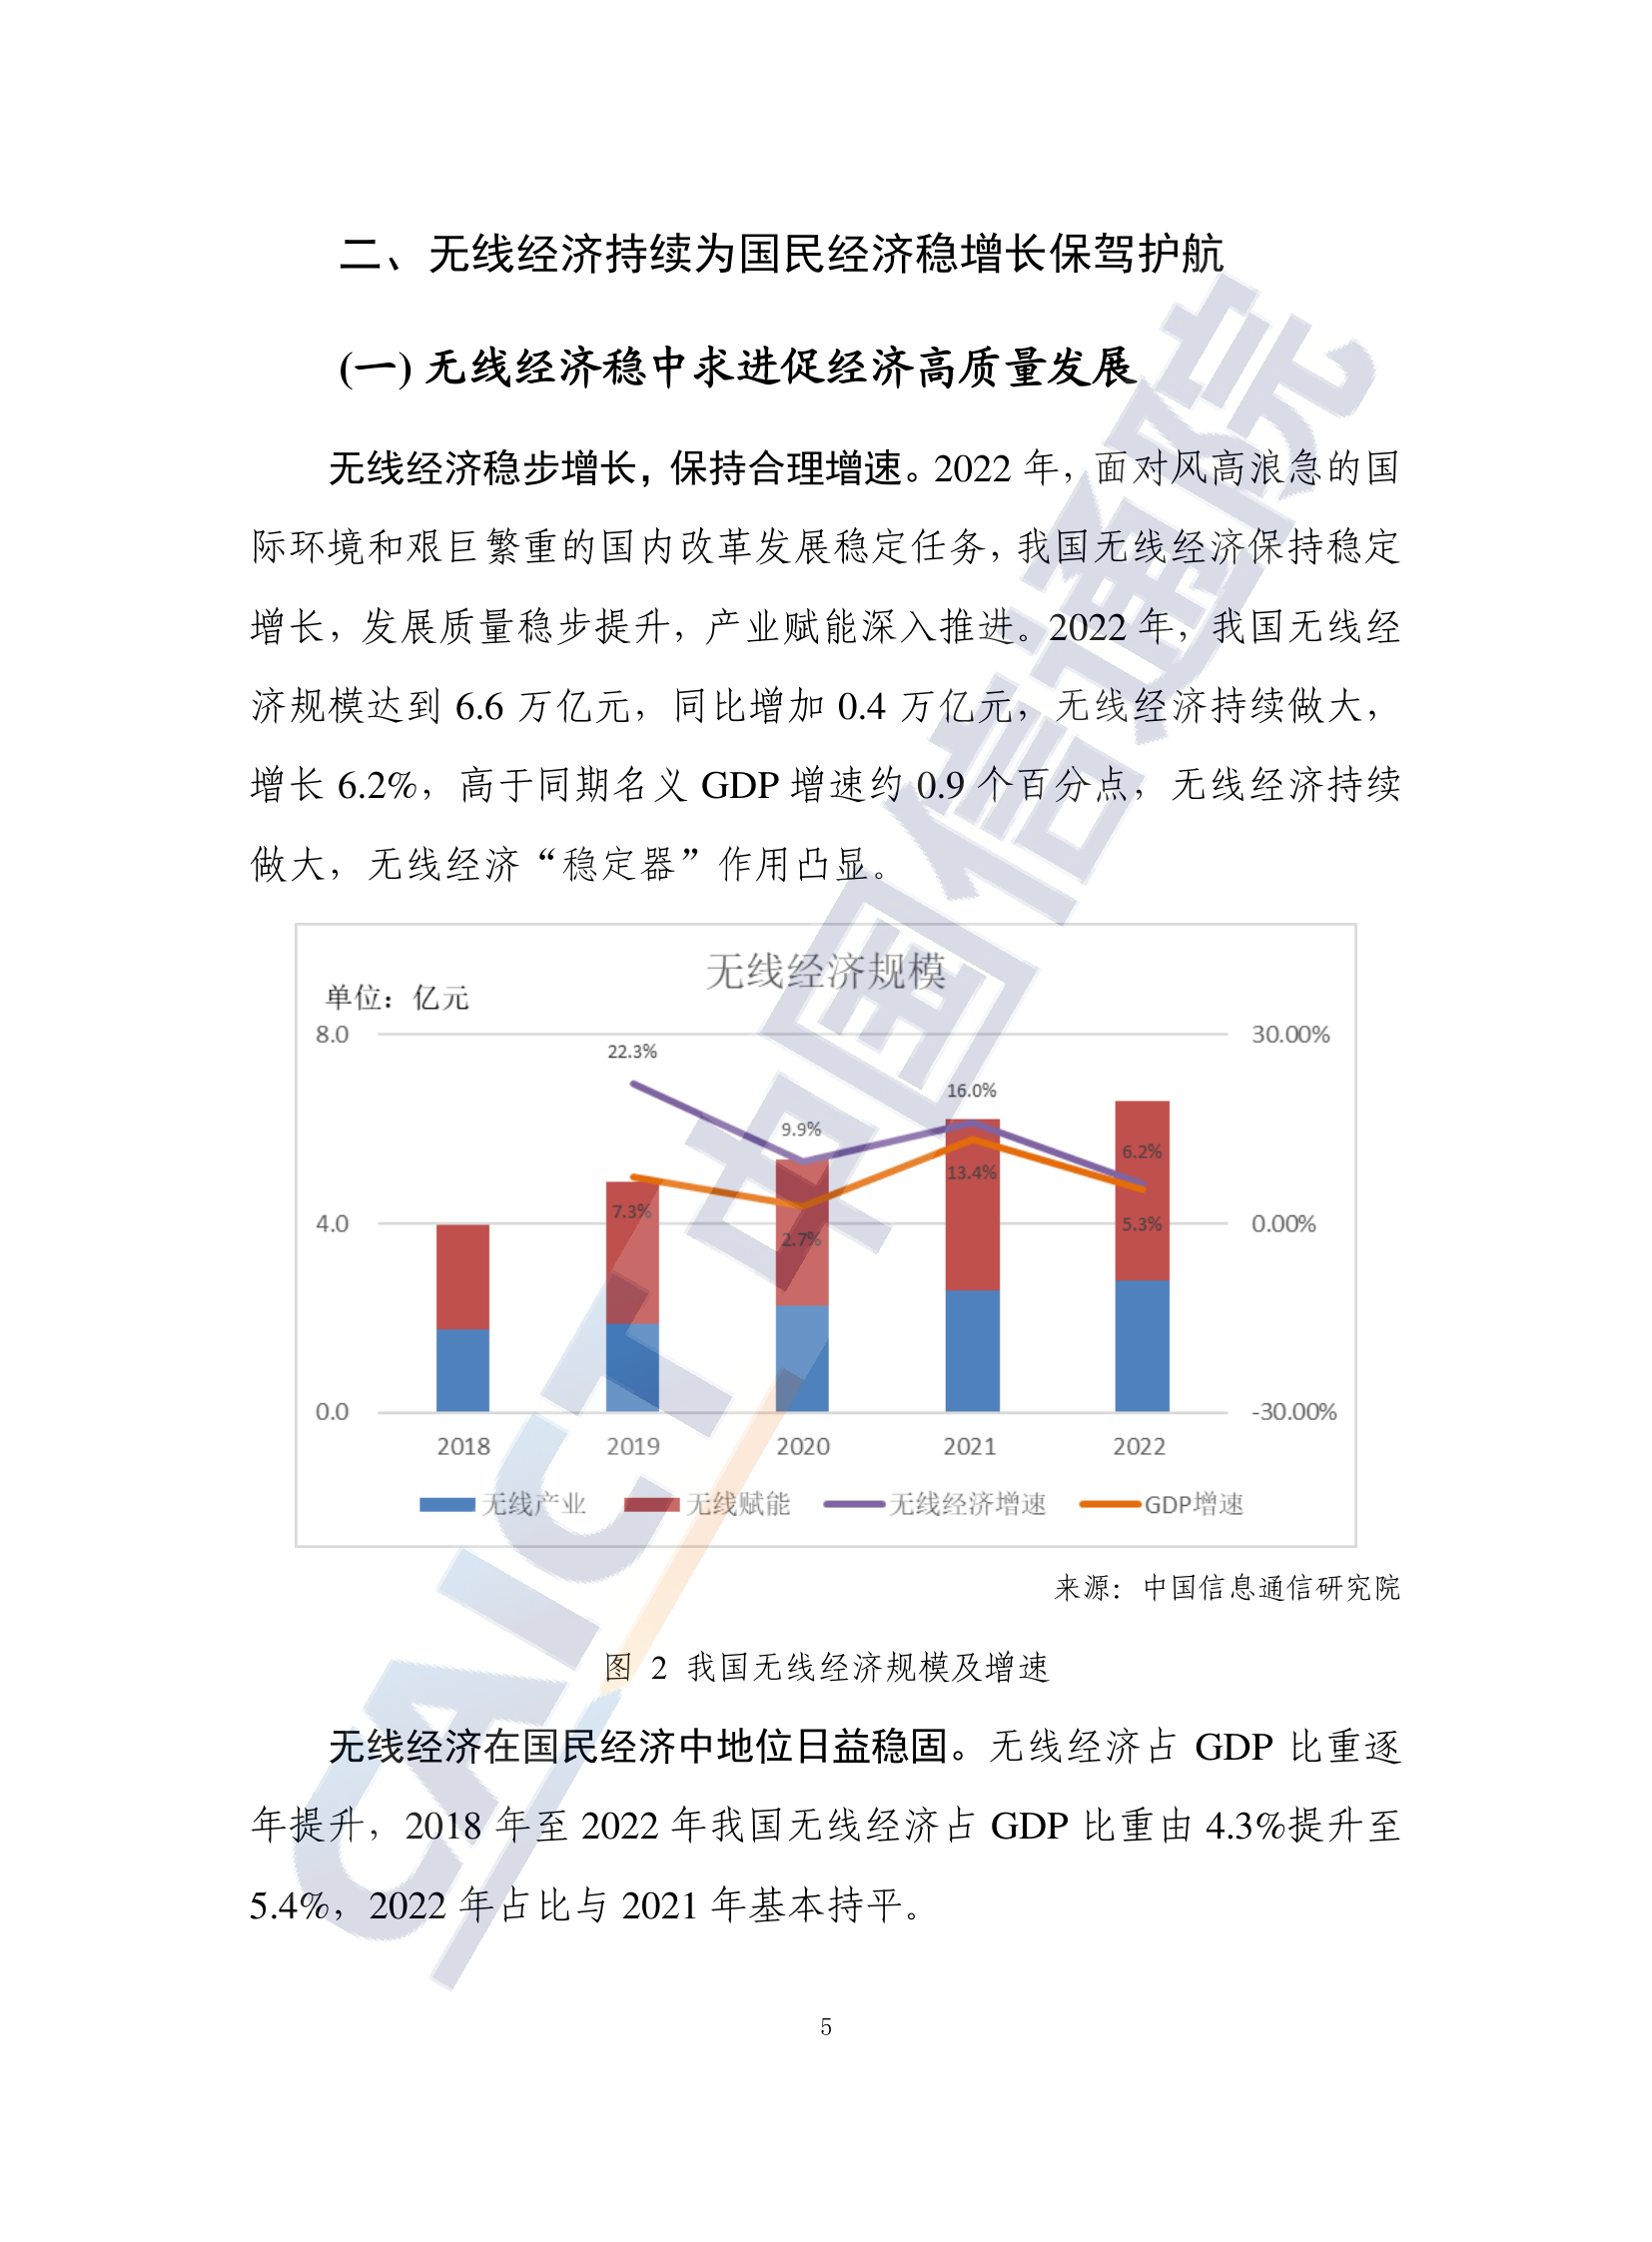 二、无线经济持续为国民经济稳增长保驾护航
(一) 无线经济稳中求进促经济高质量发展
无线经济稳步增长，保持合理增速。2022 年，面对风高浪急的国
际环境和艰巨繁重的国内改革发展稳定任务，我国无线经济保持稳定
增长，发展质量稳步提升，产业赋能深入推进。2022 年，我国无线经
济规模达到 6.6 万亿元，同比增加 0.4 万亿元，无线经济持续做大，
增长 6.2%，高于同期名义 GDP 增速约 0.9 个百分点，无线经济持续
做大，无线经济“稳定器”作用凸显。
无线经济规模
单位：亿元
8.0
30.00%
22.3%
16.0%
9.9%
6.2%
13.4%
7.3%
4.0
5.3%
0.00%
2.7%
0.0
-30.00%
2018 2019 2020 2021 2022
无线产业 无线赋能 无线经济增速 GDP增速
来源：中国信息通信研究院
图 2 我国无线经济规模及增速
无线经济在国民经济中地位日益稳固。无线经济占 GDP 比重逐
年提升，2018 年至 2022 年我国无线经济占 GDP 比重由 4.3%提升至
5.4%，2022 年占比与 2021 年基本持平。
5
CAICT 中国信通院